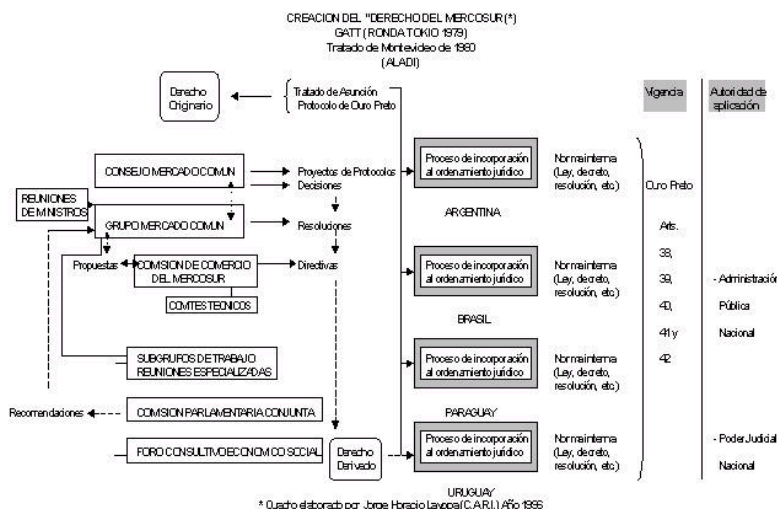 CREACION DEL "DERECHO DEL MERCOSUR (*)
GATT (RONDA TOKIO 1979)
Tratado de Montevideo de 1980
(ALADI)
Derecho
Originario
Tratado de Asunción
Protocolo de Ouro Preto
Vigencia
Autoridad de
aplicación
CONSEJO MERCADO COMUN
Proyectos de Protocolos
Decisiones
Proceso de incorporación
al ordenamiento jurídico
Norma interna
(Ley, decreto,
resolución, etc.)
REUNIONES
DE MINISTROS
GRUPO MERCADO COMUN
Resoluciones
ARGENTINA
Ouro Preto
Arts.
38,
39,
40,
41 y
42
Propuestas
COMISION DE COMERCIO
DEL MERCOSUR
Directivas
COMITES TECNICOS
Proceso de incorporación
al ordenamiento jurídico
Norma interna
(Ley, decreto,
resolución, etc.)
BRASIL
- Administración
Pública
Nacional
SUBGRUPOS DE TRABAJO
REUNIONES ESPECIALIZADAS
Proceso de incorporación
al ordenamiento jurídico
Norma interna
(Ley, decreto,
resolución, etc.)
Recomendaciones
COMISION PARLAMENTARIA CONJUNTA
PARAGUAY
FORO CONSULTIVO ECONOMICO SOCIAL
Derecho
Derivado
Proceso de incorporación
al ordenamiento jurídico
Norma interna
(Ley, decreto,
resolución, etc.)
- Poder Judicial
Nacional
URUGUAY
* Cuadro elaborado por Jorge Horacio Lavopa (C.A.R.I.) Año 1996